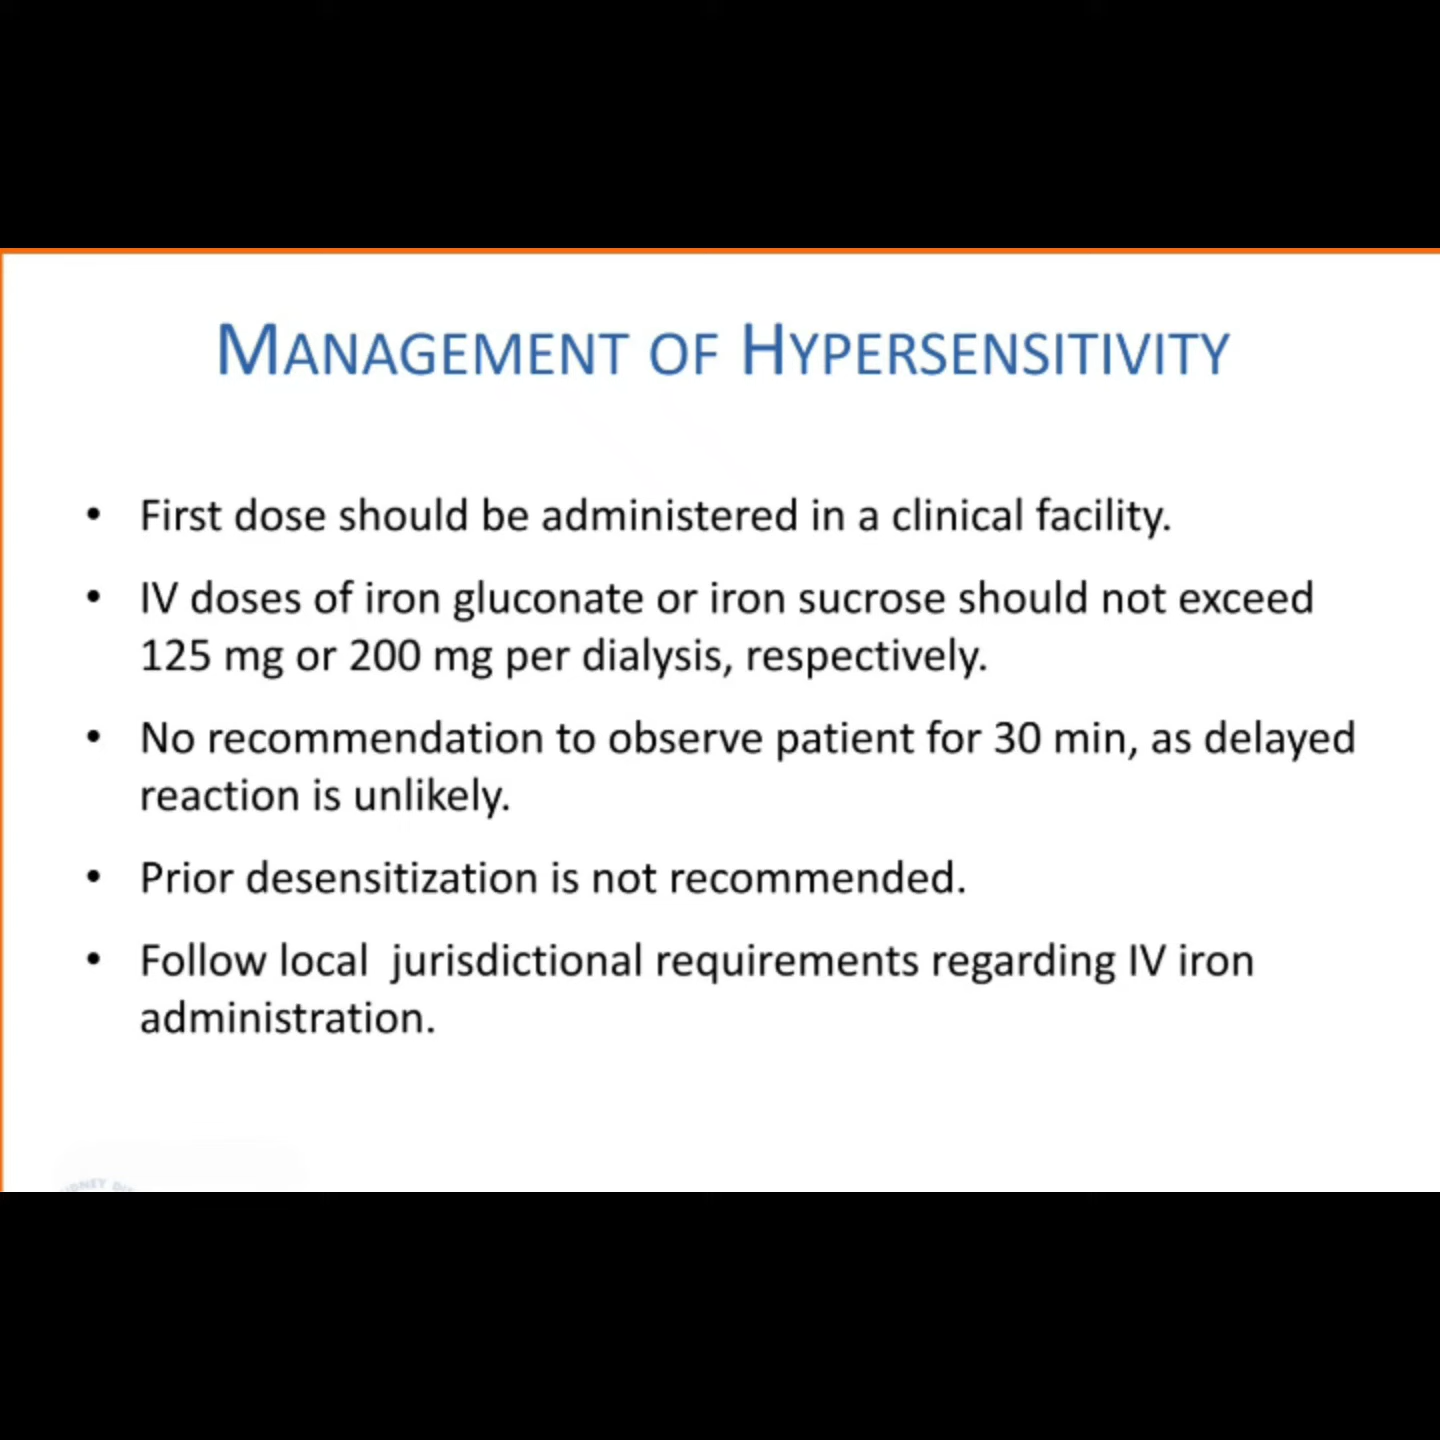 MANAGEMENT OF HYPERSENSITIVITY
• First dose should be administered in a clinical facility.
• IV doses of iron gluconate or iron sucrose should not exceed
125 mg or 200 mg per dialysis, respectively.
• No recommendation to observe patient for 30 min, as delayed
reaction is unlikely.
• Prior desensitization is not recommended.
• Follow local jurisdictional requirements regarding IV iron
administration.